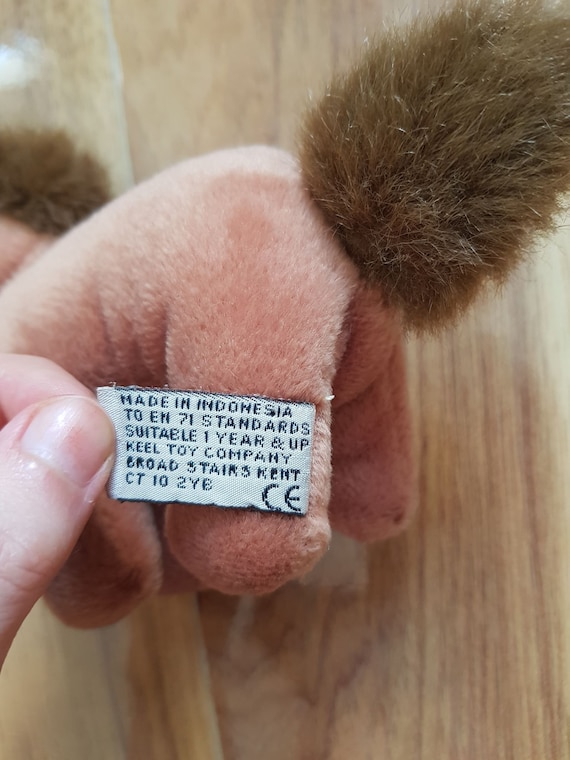 MADE IN INDONESIA
TO EN 71 STANDARDS
SUITABLE 1 YEAR & UP
KEEL TOY COMPANY
BROAD STAIRS KENT
CT 10 2YB
CE